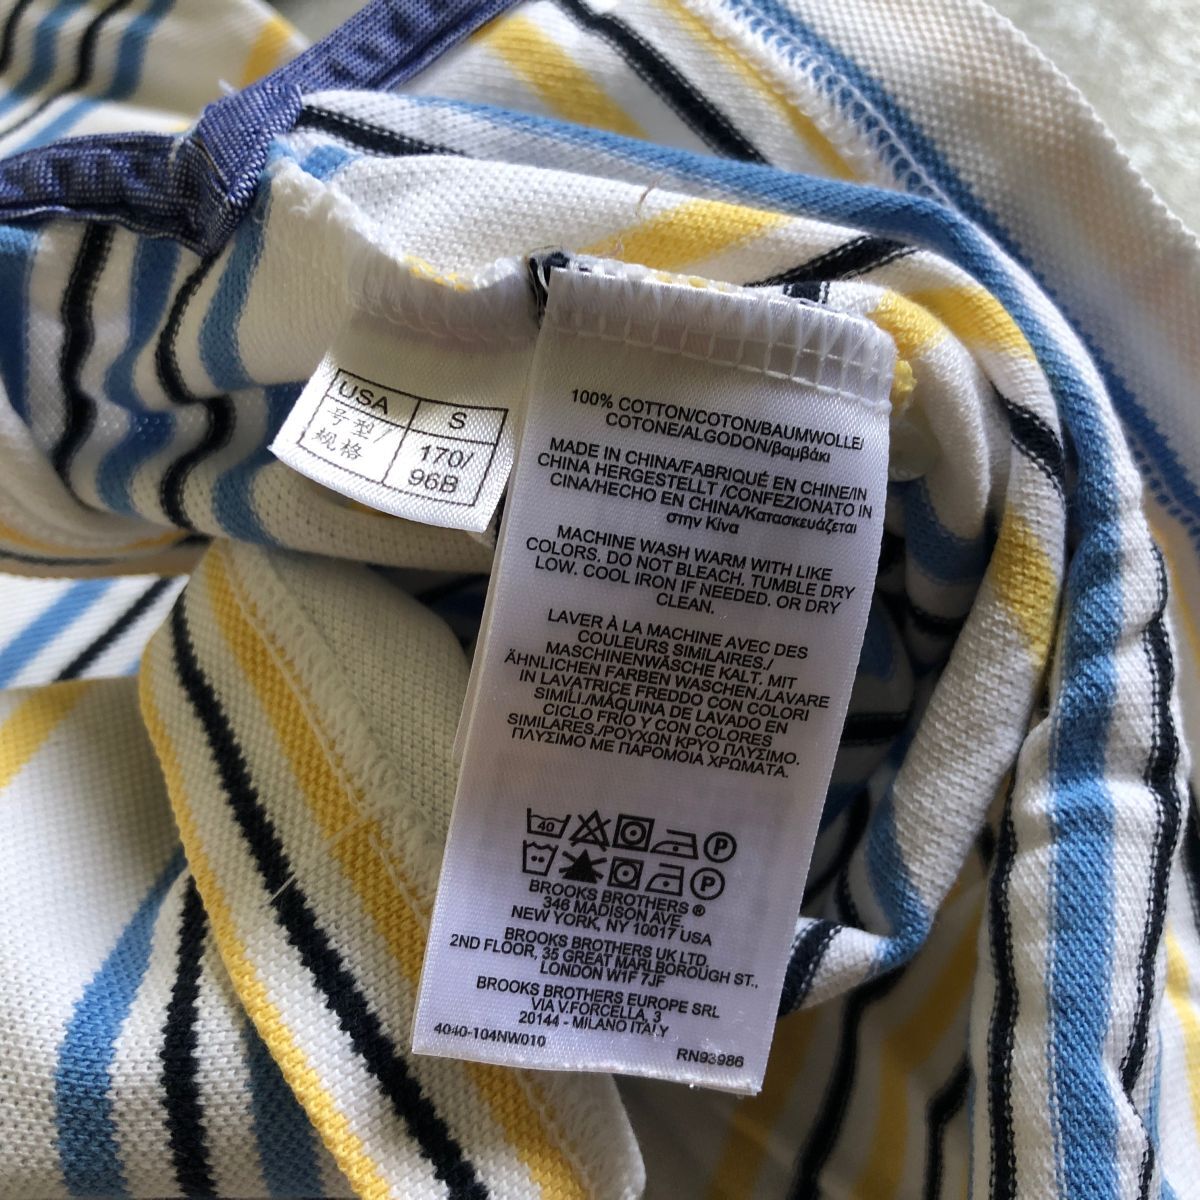 USA S
号型/ 170/
规格 96B
100% COTTON/COTON/BAUMWOLLE/
COTONE/ALGODON/βαμβάκι
MADE IN CHINA/FABRIQUÉ EN CHINE/IN
CHINA HERGESTELLT /CONFEZIONATO IN
CINA/HECHO EN CHINA/Κατασκευάζεται
στην Κίνα
MACHINE WASH WARM WITH LIKE
COLORS. DO NOT BLEACH. TUMBLE DRY
LOW. COOL IRON IF NEEDED. OR DRY
CLEAN.
LAVER À LA MACHINE AVEC DES
COULEURS SIMILAIRES./
MASCHINENWÄSCHE KALT. MIT
ÄHNLICHEN FARBEN WASCHEN./LAVARE
IN LAVATRICE FREDDO CON COLORI
SIMILI./MÁQUINA DE LAVADO EN
CICLO FRÍO Y CON COLORES
SIMILARES./ΡΟΥΧΩΝ ΚΡΥΟ ΠΛΥΣΙΜΟ.
ΠΛΥΣΙΜΟ ΜΕ ΠΑΡΟΜΟΙΑ ΧΡΩΜΑΤΑ.
40 P
P
BROOKS BROTHERS ®
346 MADISON AVE
NEW YORK, NY 10017 USA
BROOKS BROTHERS UK LTD.
2ND FLOOR, 35 GREAT MARLBOROUGH ST.,
LONDON W1F 7JF
BROOKS BROTHERS EUROPE SRL
VIA V.FORCELLA, 3
20144 - MILANO ITALY
4040-104NW010 RN93986